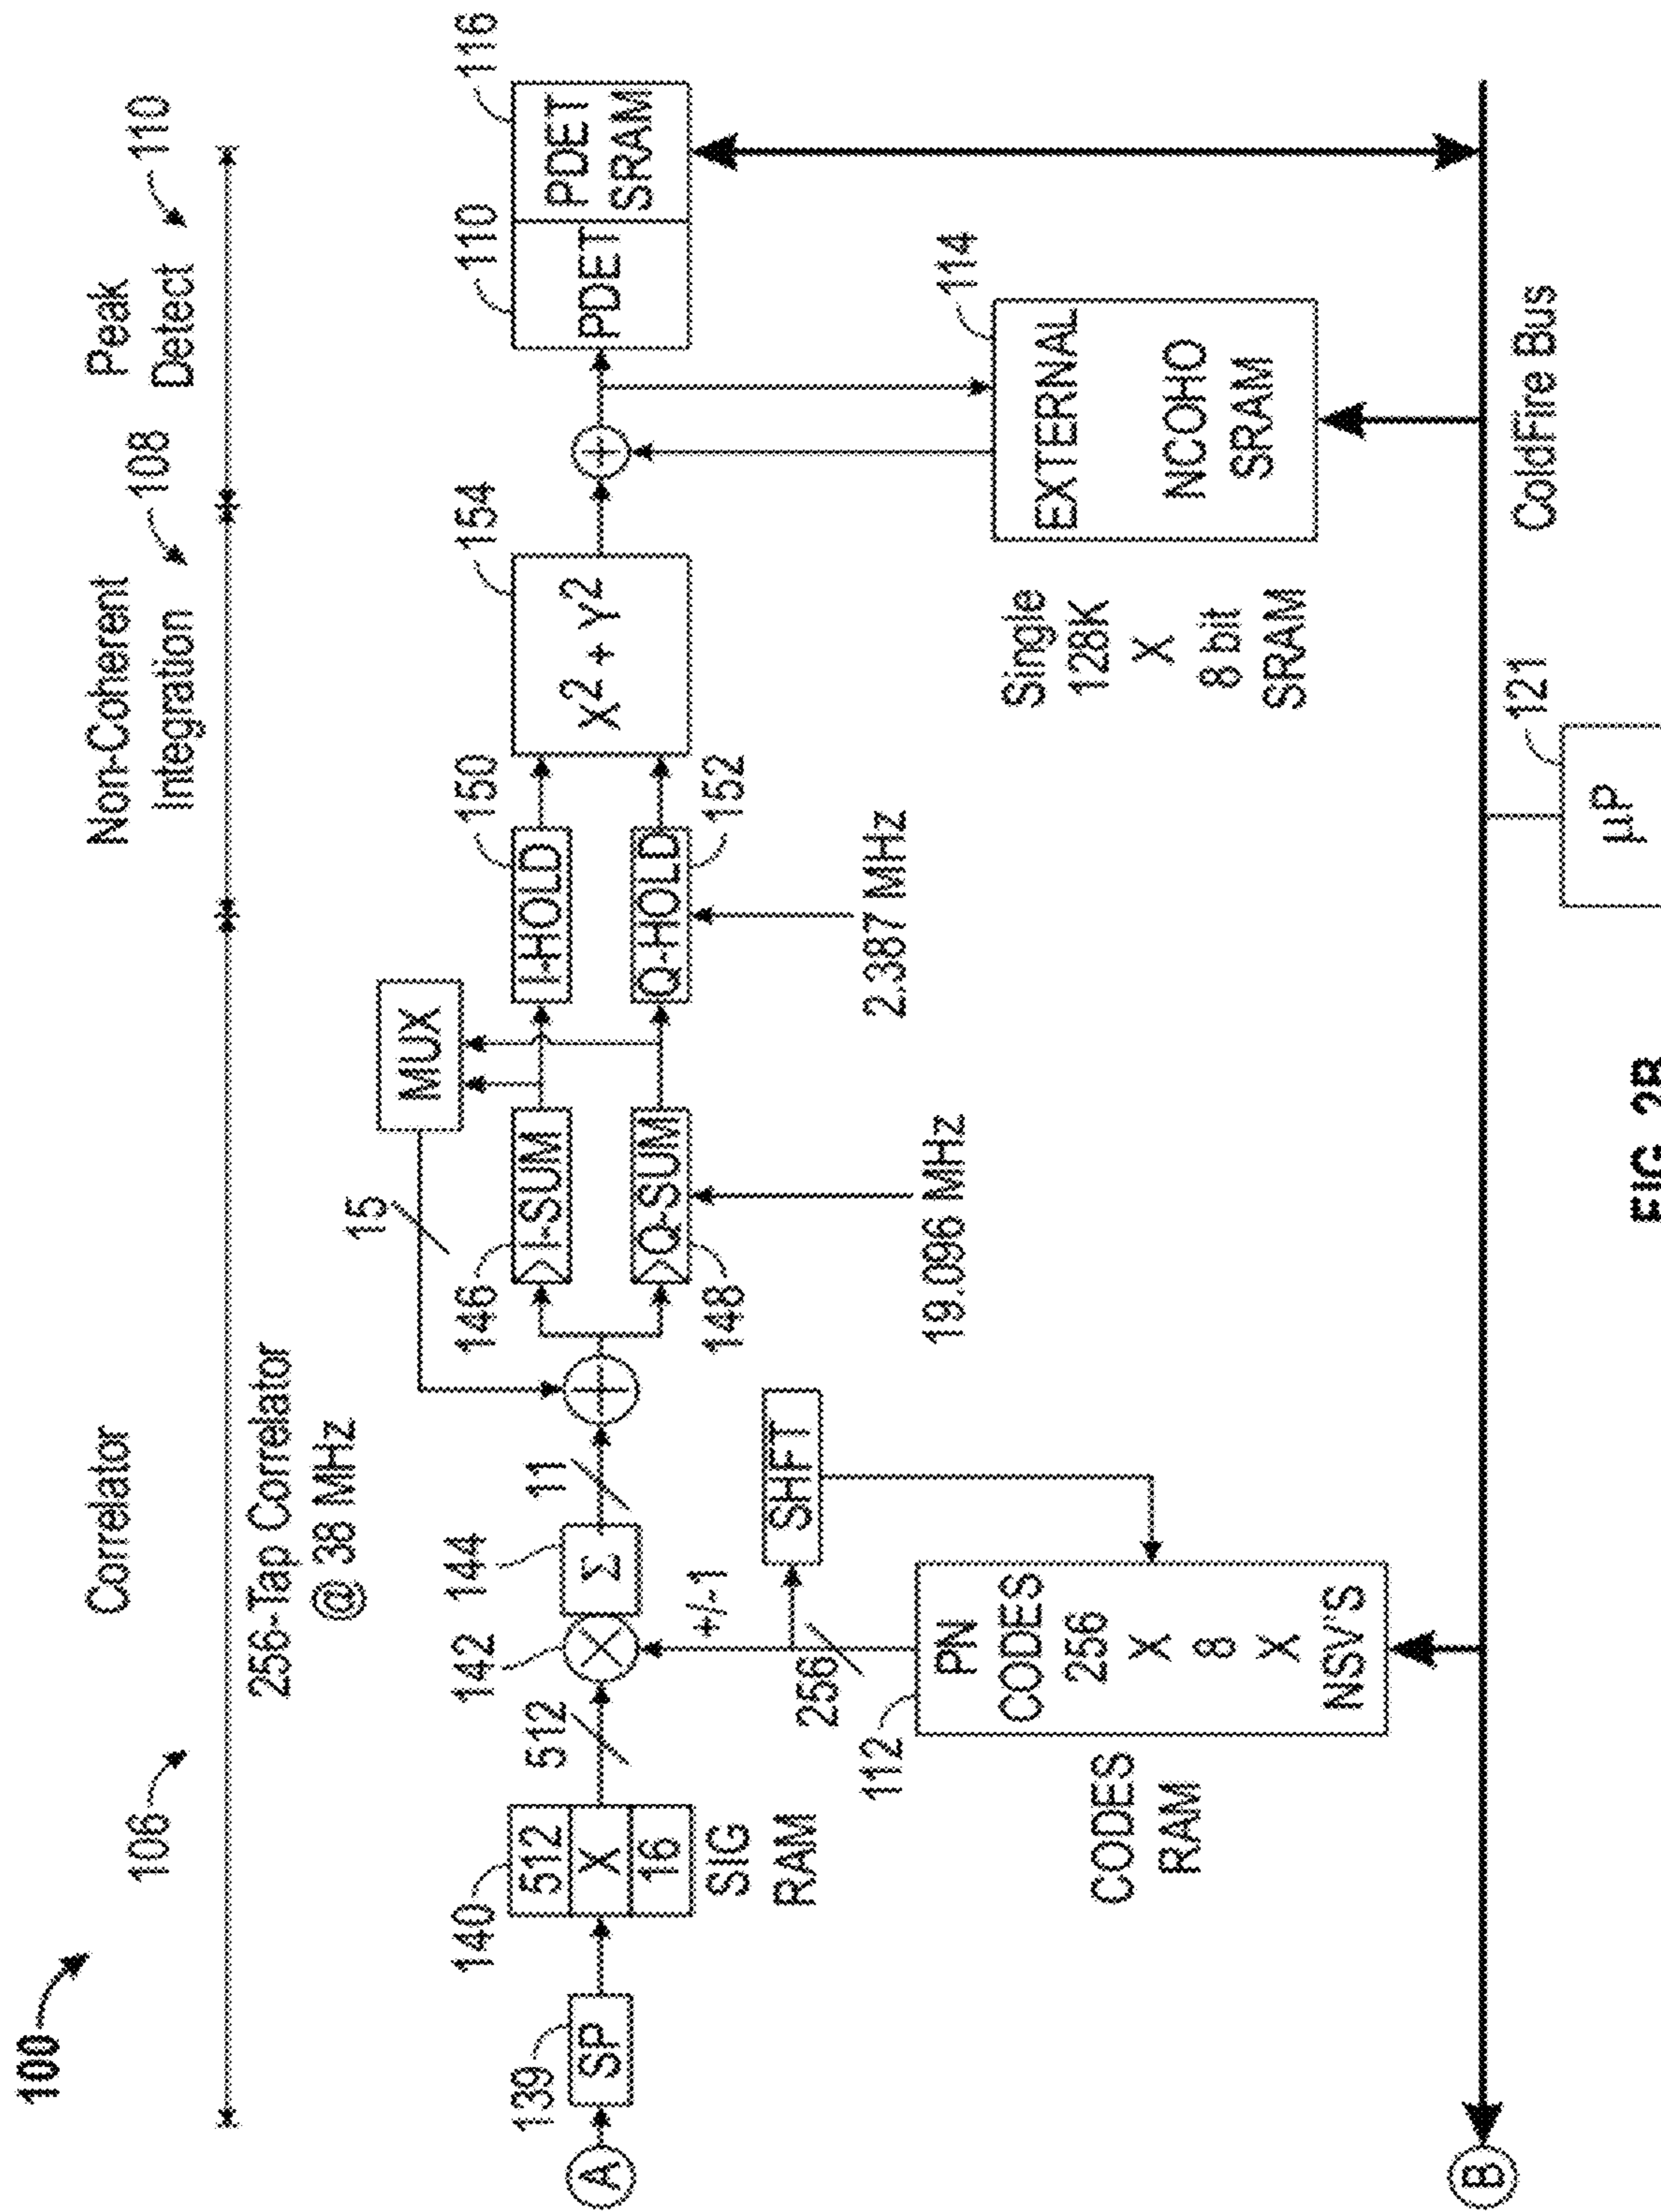 100
106
Correlator
Non-Coherent
Integration
108
Peak
Detect
110
256-Tap Correlator
@ 38 MHz
15
MUX
A
139
SP
140
512
X
16
SIG
RAM
512
142
144
Σ
11
146
I-SUM
148
Q-SUM
150
I-HOLD
152
Q-HOLD
154
X² + Y²
110
PDET
116
PDET
SRAM
+/-1
256
SHFT
19.096 MHz
2.387 MHz
112
PN
CODES
256
X
8
X
NSV'S
CODES
RAM
Single
128K
X
8 bit
SRAM
114
EXTERNAL
NCOHO
SRAM
B
ColdFire Bus
121
μP
FIG. 2B